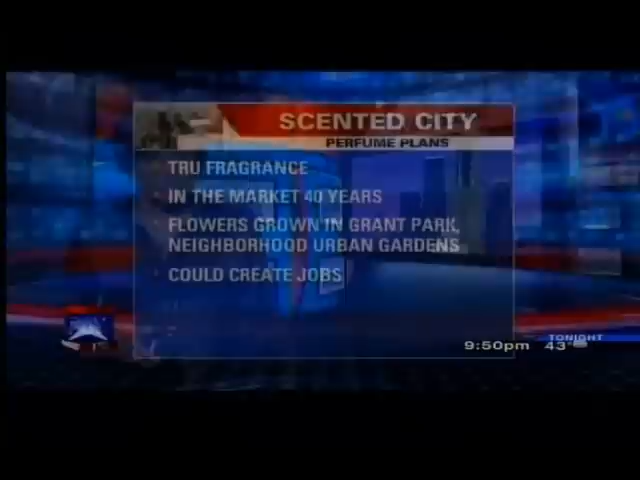 SCENTED CITY
PERFUME PLANS
TRU FRAGRANCE
IN THE MARKET 40 YEARS
FLOWERS GROWN IN GRANT PARK,
NEIGHBORHOOD URBAN GARDENS
COULD CREATE JOBS
TONIGHT
9:50pm 43°